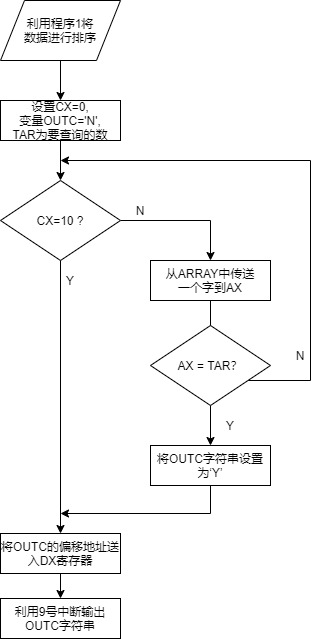 利用程序1将
数据进行排序
设置CX=0,
变量OUTC='N',
TAR为要查询的数
CX=10 ?
N
Y
从ARRAY中传送
一个字到AX
AX = TAR?
N
Y
将OUTC字符串设置
为'Y'
将OUTC的偏移地址送
入DX寄存器
利用9号中断输出
OUTC字符串